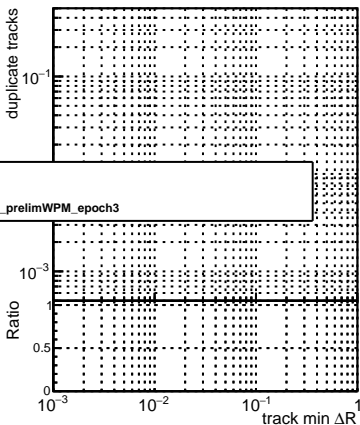 duplicate tracks
10⁻¹
_prelimWPM_epoch3
10⁻³
Ratio
1
0.5
0
10⁻³ 10⁻² 10⁻¹ 1
track min ΔR